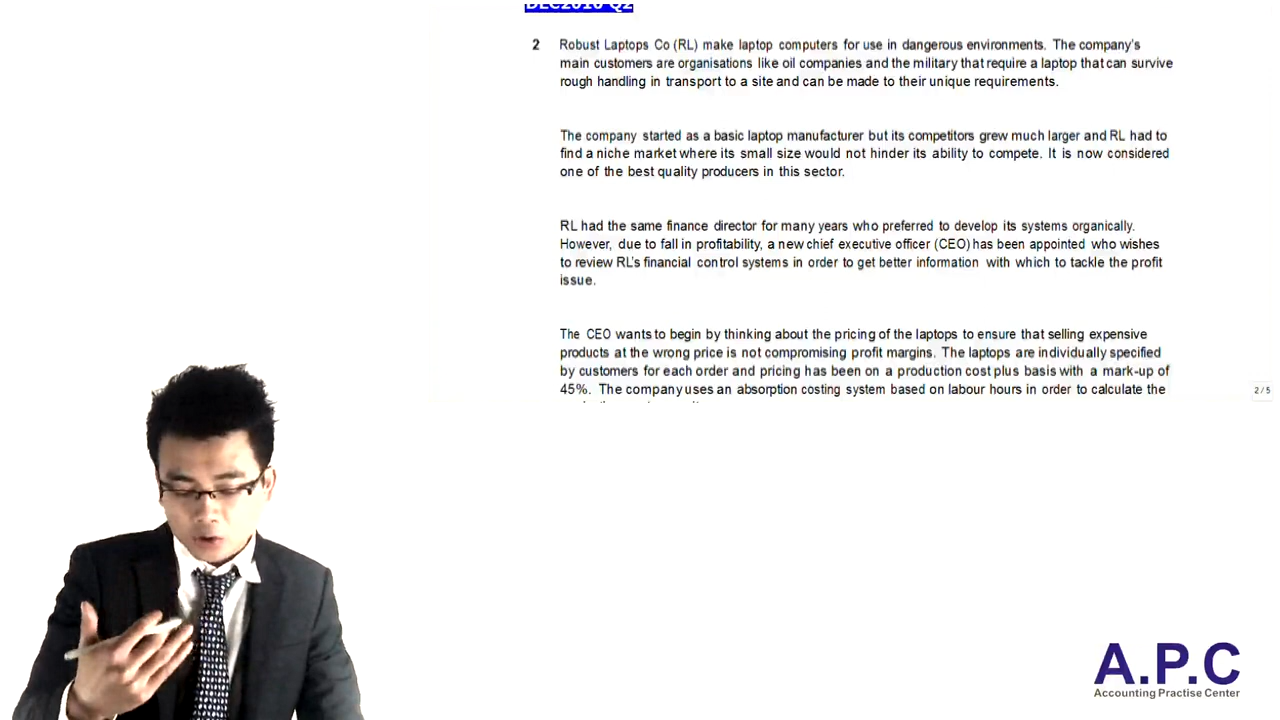 DEC2010 Q2
2 Robust Laptops Co (RL) make laptop computers for use in dangerous environments. The company's
main customers are organisations like oil companies and the military that require a laptop that can survive
rough handling in transport to a site and can be made to their unique requirements.
The company started as a basic laptop manufacturer but its competitors grew much larger and RL had to
find a niche market where its small size would not hinder its ability to compete. It is now considered
one of the best quality producers in this sector.
RL had the same finance director for many years who preferred to develop its systems organically.
However, due to fall in profitability, a new chief executive officer (CEO) has been appointed who wishes
to review RL's financial control systems in order to get better information with which to tackle the profit
issue.
The CEO wants to begin by thinking about the pricing of the laptops to ensure that selling expensive
products at the wrong price is not compromising profit margins. The laptops are individually specified
by customers for each order and pricing has been on a production cost plus basis with a mark-up of
45%. The company uses an absorption costing system based on labour hours in order to calculate the
2 / 5
A.P.C
Accounting Practise Center